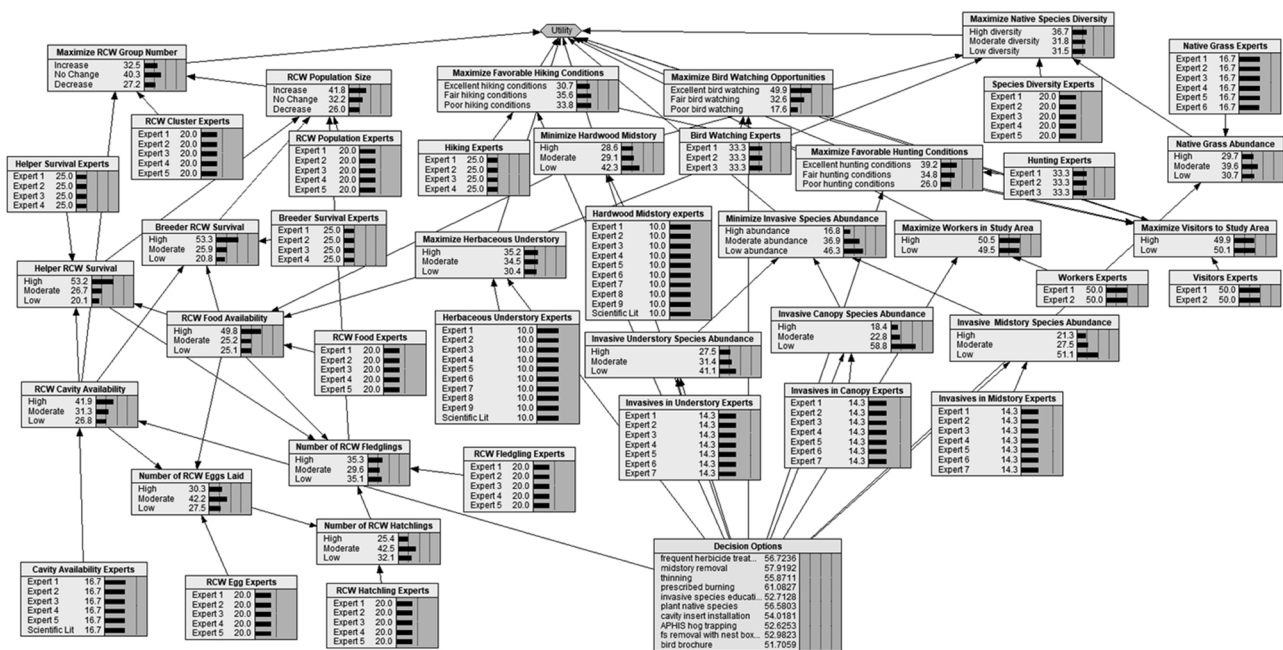 Utility
Maximize Native Species Diversity
High diversity 36.7
Moderate diversity 31.8
Low diversity 31.5
Maximize RCW Group Number
Increase 32.5
No Change 40.3
Decrease 27.2
Native Grass Experts
Expert 1 16.7
Expert 2 16.7
Expert 3 16.7
Expert 4 16.7
Expert 5 16.7
Expert 6 16.7
RCW Population Size
Increase 41.8
No Change 32.2
Decrease 26.0
Maximize Favorable Hiking Conditions
Excellent hiking conditions 30.7
Fair hiking conditions 35.6
Poor hiking conditions 33.8
Maximize Bird Watching Opportunities
Excellent bird watching 49.9
Fair bird watching 32.6
Poor bird watching 17.6
Species Diversity Experts
Expert 1 20.0
Expert 2 20.0
Expert 3 20.0
Expert 4 20.0
Expert 5 20.0
RCW Cluster Experts
Expert 1 20.0
Expert 2 20.0
Expert 3 20.0
Expert 4 20.0
Expert 5 20.0
RCW Population Experts
Expert 1 20.0
Expert 2 20.0
Expert 3 20.0
Expert 4 20.0
Expert 5 20.0
Hiking Experts
Expert 1 25.0
Expert 2 25.0
Expert 3 25.0
Expert 4 25.0
Minimize Hardwood Midstory
High 28.6
Moderate 29.1
Low 42.3
Bird Watching Experts
Expert 1 33.3
Expert 2 33.3
Expert 3 33.3
Maximize Favorable Hunting Conditions
Excellent hunting conditions 39.2
Fair hunting conditions 34.8
Poor hunting conditions 26.0
Hunting Experts
Expert 1 33.3
Expert 2 33.3
Expert 3 33.3
Native Grass Abundance
High 29.7
Moderate 39.6
Low 30.7
Helper Survival Experts
Expert 1 25.0
Expert 2 25.0
Expert 3 25.0
Expert 4 25.0
Breeder RCW Survival
High 53.3
Moderate 25.9
Low 20.8
Breeder Survival Experts
Expert 1 25.0
Expert 2 25.0
Expert 3 25.0
Expert 4 25.0
Maximize Herbaceous Understory
High 35.2
Moderate 34.5
Low 30.4
Hardwood Midstory experts
Expert 1 10.0
Expert 2 10.0
Expert 3 10.0
Expert 4 10.0
Expert 5 10.0
Expert 6 10.0
Expert 7 10.0
Expert 8 10.0
Expert 9 10.0
Scientific Lit 10.0
Minimize Invasive Species Abundance
High abundance 16.8
Moderate abundance 36.9
Low abundance 46.3
Maximize Workers in Study Area
High 50.5
Low 49.5
Maximize Visitors to Study Area
High 49.9
Low 50.1
Helper RCW Survival
High 53.2
Moderate 26.7
Low 20.1
Workers Experts
Expert 1 50.0
Expert 2 50.0
Visitors Experts
Expert 1 50.0
Expert 2 50.0
RCW Food Availability
High 49.8
Moderate 25.2
Low 25.1
RCW Food Experts
Expert 1 20.0
Expert 2 20.0
Expert 3 20.0
Expert 4 20.0
Expert 5 20.0
Herbaceous Understory Experts
Expert 1 10.0
Expert 2 10.0
Expert 3 10.0
Expert 4 10.0
Expert 5 10.0
Expert 6 10.0
Expert 7 10.0
Expert 8 10.0
Expert 9 10.0
Scientific Lit 10.0
Invasive Understory Species Abundance
High 27.5
Moderate 31.4
Low 41.1
Invasive Canopy Species Abundance
High 18.4
Moderate 22.8
Low 58.8
Invasive Midstory Species Abundance
High 21.3
Moderate 27.5
Low 51.1
RCW Cavity Availability
High 41.9
Moderate 31.3
Low 26.8
Invasives in Understory Experts
Expert 1 14.3
Expert 2 14.3
Expert 3 14.3
Expert 4 14.3
Expert 5 14.3
Expert 6 14.3
Expert 7 14.3
Invasives in Canopy Experts
Expert 1 14.3
Expert 2 14.3
Expert 3 14.3
Expert 4 14.3
Expert 5 14.3
Expert 6 14.3
Expert 7 14.3
Invasives in Midstory Experts
Expert 1 14.3
Expert 2 14.3
Expert 3 14.3
Expert 4 14.3
Expert 5 14.3
Expert 6 14.3
Expert 7 14.3
Number of RCW Fledglings
High 35.3
Moderate 29.6
Low 35.1
RCW Fledgling Experts
Expert 1 20.0
Expert 2 20.0
Expert 3 20.0
Expert 4 20.0
Expert 5 20.0
Number of RCW Eggs Laid
High 30.3
Moderate 42.2
Low 27.5
Number of RCW Hatchlings
High 25.4
Moderate 42.5
Low 32.1
Cavity Availability Experts
Expert 1 16.7
Expert 2 16.7
Expert 3 16.7
Expert 4 16.7
Expert 5 16.7
Scientific Lit 16.7
RCW Egg Experts
Expert 1 20.0
Expert 2 20.0
Expert 3 20.0
Expert 4 20.0
Expert 5 20.0
RCW Hatchling Experts
Expert 1 20.0
Expert 2 20.0
Expert 3 20.0
Expert 4 20.0
Expert 5 20.0
Decision Options
frequent herbicide treat... 56.7236
midstory removal 57.9192
thinning 55.8711
prescribed burning 61.0827
invasive species educati... 52.7128
plant native species 56.5803
cavity insert installation 54.0181
APHIS hog trapping 52.6253
fs removal with nest box... 52.9823
bird brochure 51.7059